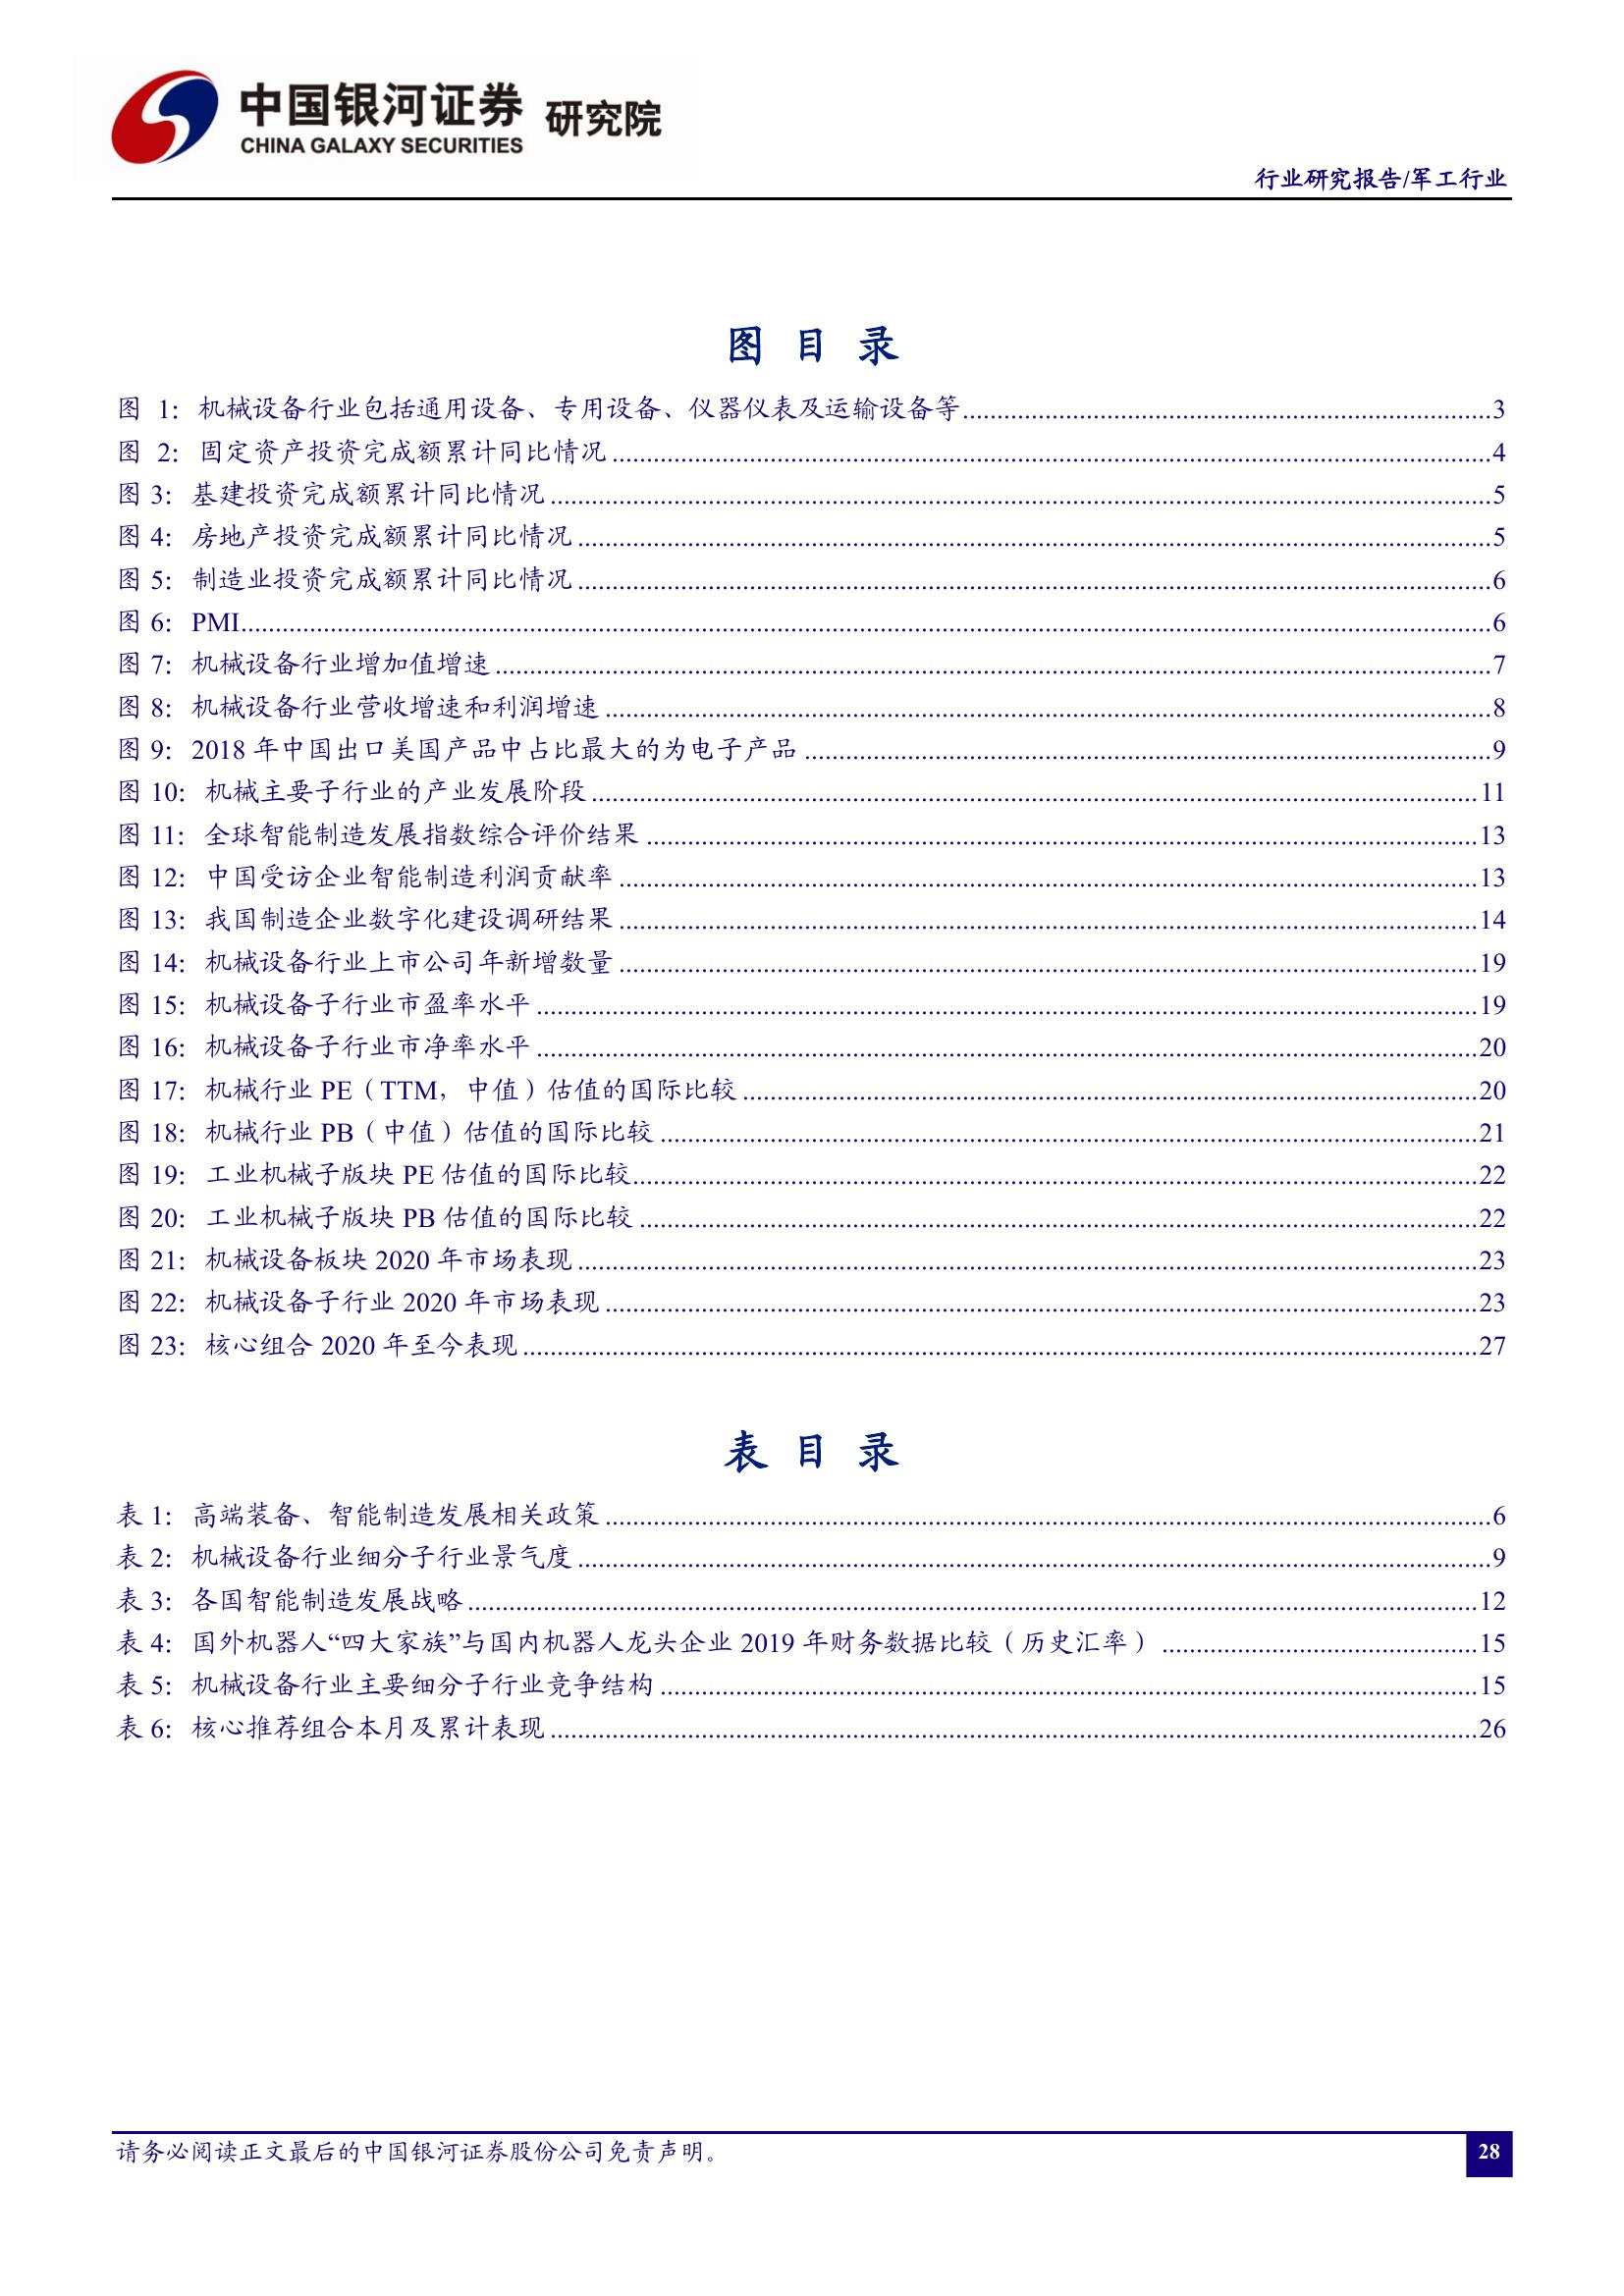 中国银河证券 研究院
CHINA GALAXY SECURITIES
行业研究报告/军工行业
图 目 录
图 1：机械设备行业包括通用设备、专用设备、仪器仪表及运输设备等........3
图 2：固定资产投资完成额累计同比情况........4
图 3：基建投资完成额累计同比情况........5
图 4：房地产投资完成额累计同比情况........5
图 5：制造业投资完成额累计同比情况........6
图 6：PMI........6
图 7：机械设备行业增加值增速........7
图 8：机械设备行业营收增速和利润增速........8
图 9：2018 年中国出口美国产品中占比最大的为电子产品........9
图 10：机械主要子行业的产业发展阶段........11
图 11：全球智能制造发展指数综合评价结果........13
图 12：中国受访企业智能制造利润贡献率........13
图 13：我国制造企业数字化建设调研结果........14
图 14：机械设备行业上市公司年新增数量........19
图 15：机械设备子行业市盈率水平........19
图 16：机械设备子行业市净率水平........20
图 17：机械行业 PE（TTM，中值）估值的国际比较........20
图 18：机械行业 PB（中值）估值的国际比较........21
图 19：工业机械子版块 PE 估值的国际比较........22
图 20：工业机械子版块 PB 估值的国际比较........22
图 21：机械设备板块 2020 年市场表现........23
图 22：机械设备子行业 2020 年市场表现........23
图 23：核心组合 2020 年至今表现........27
表 目 录
表 1：高端装备、智能制造发展相关政策........6
表 2：机械设备行业细分子行业景气度........9
表 3：各国智能制造发展战略........12
表 4：国外机器人“四大家族”与国内机器人龙头企业 2019 年财务数据比较（历史汇率）........15
表 5：机械设备行业主要细分子行业竞争结构........15
表 6：核心推荐组合本月及累计表现........26
请务必阅读正文最后的中国银河证券股份公司免责声明。
28